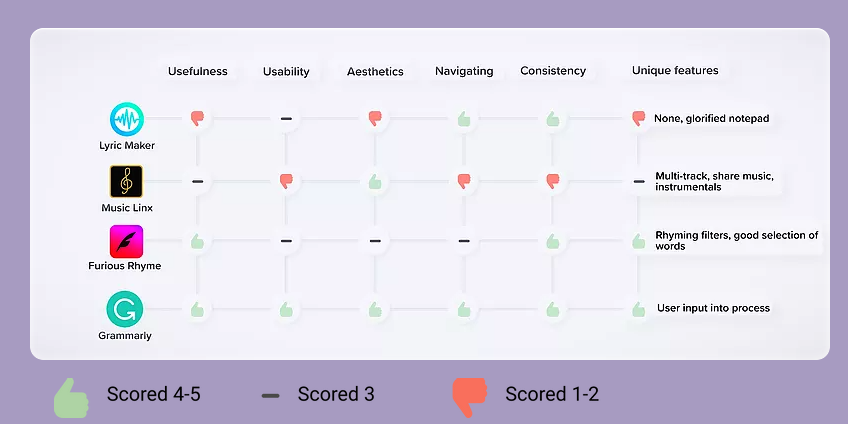 Usefulness Usability Aesthetics Navigating Consistency Unique features
Lyric Maker
None, glorified notepad
Music Linx
Multi-track, share music,
instrumentals
Furious Rhyme
Rhyming filters, good selection of
words
Grammarly
User input into process
Scored 4-5 Scored 3 Scored 1-2